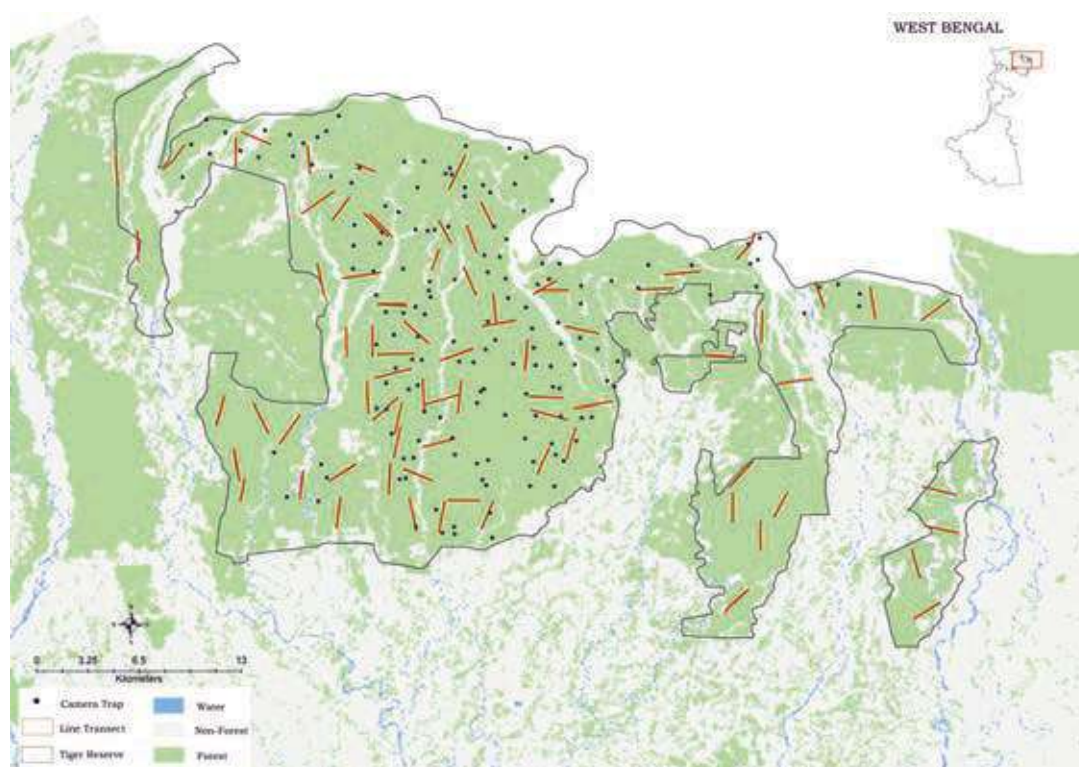 WEST BENGAL
0 3.25 6.5 13
Kilometers
Camera Trap
Water
Line Transect
Non-Forest
Tiger Reserve
Forest